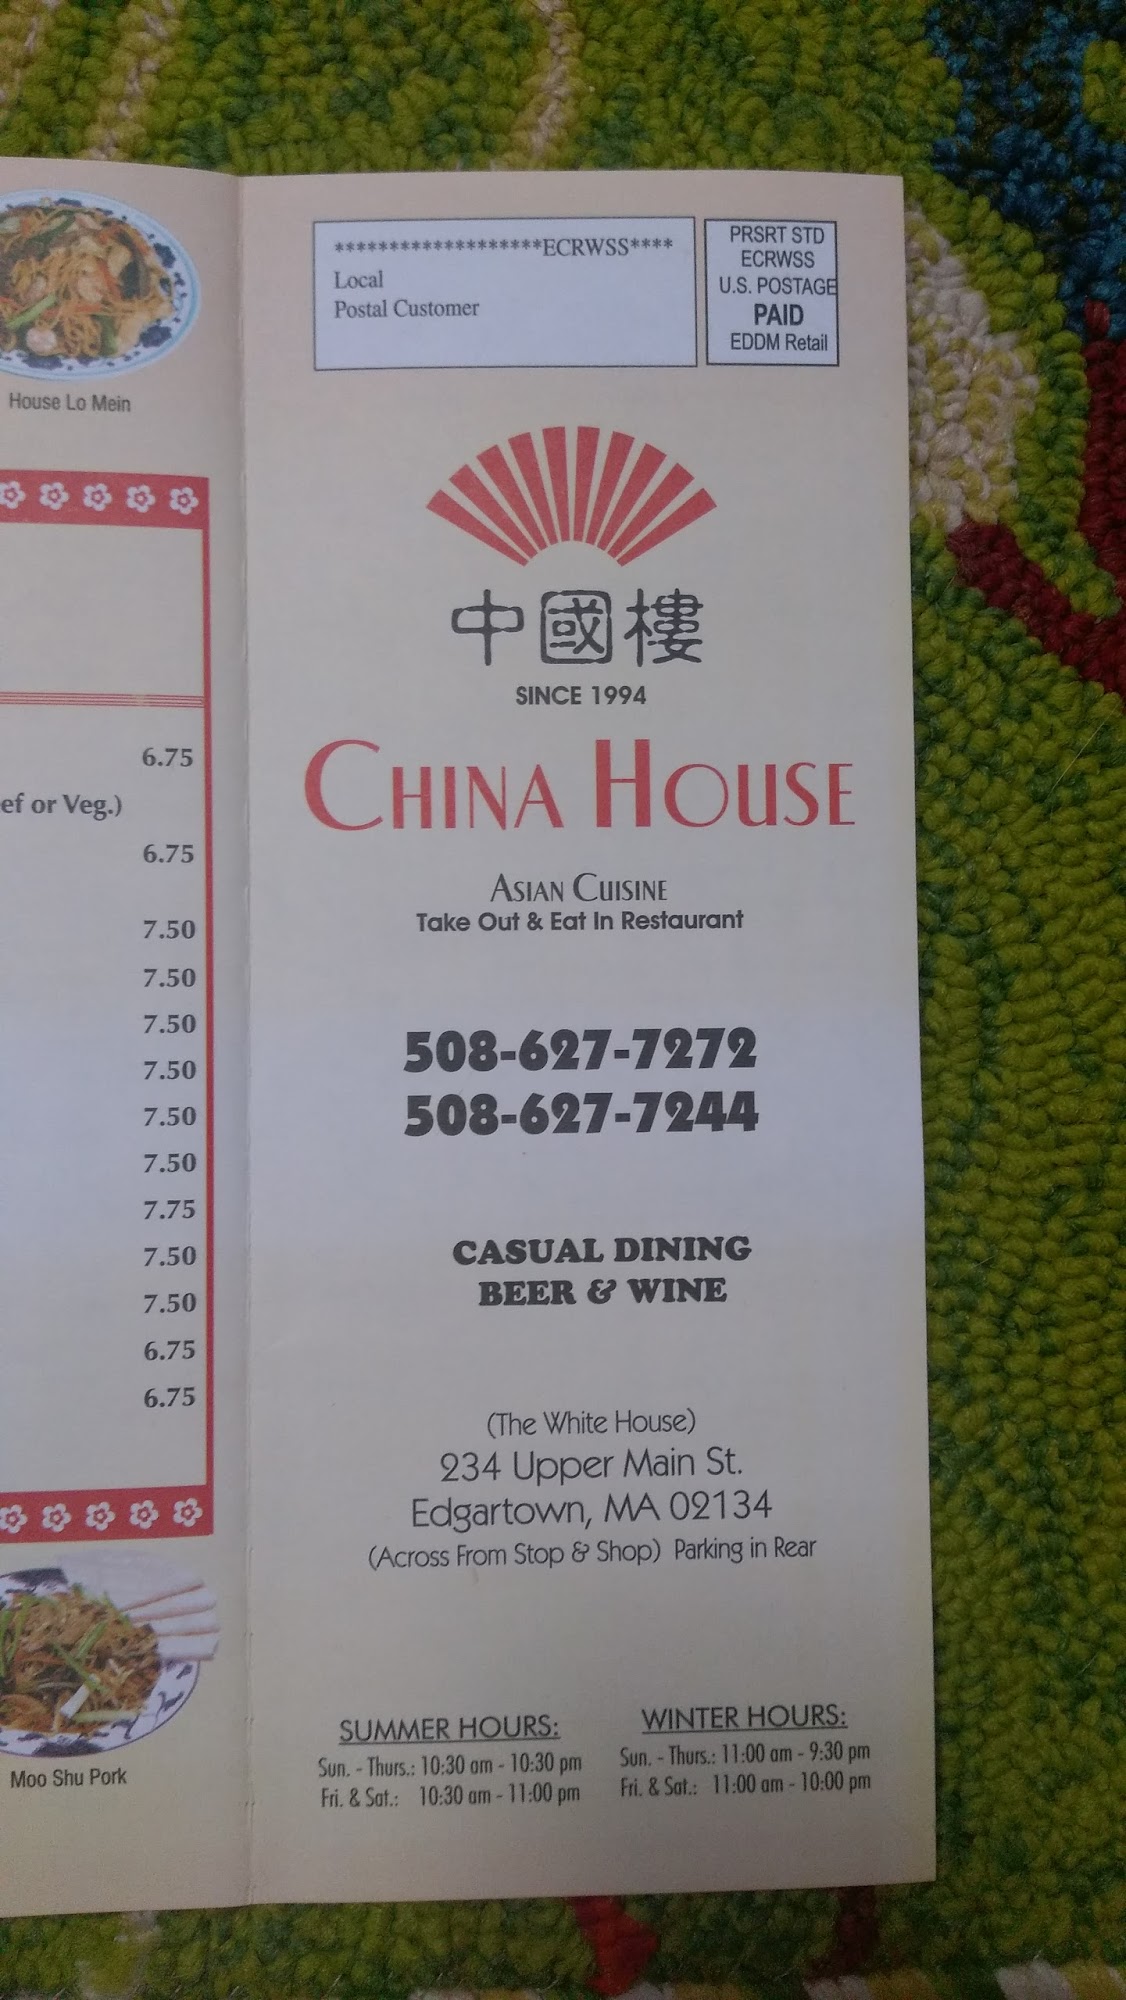 House Lo Mein
6.75
ef or Veg.)
6.75
7.50
7.50
7.50
7.50
7.50
7.50
7.75
7.50
7.50
6.75
6.75
Moo Shu Pork
*******************ECRWSS****
Local
Postal Customer
PRSRT STD
ECRWSS
U.S. POSTAGE
PAID
EDDM Retail
中國樓
SINCE 1994
CHINA HOUSE
ASIAN CUISINE
Take Out & Eat In Restaurant
508-627-7272
508-627-7244
CASUAL DINING
BEER & WINE
(The White House)
234 Upper Main St.
Edgartown, MA 02134
(Across From Stop & Shop) Parking in Rear
SUMMER HOURS:
Sun. - Thurs.: 10:30 am - 10:30 pm
Fri. & Sat.: 10:30 am - 11:00 pm
WINTER HOURS:
Sun. - Thurs.: 11:00 am - 9:30 pm
Fri. & Sat.: 11:00 am - 10:00 pm